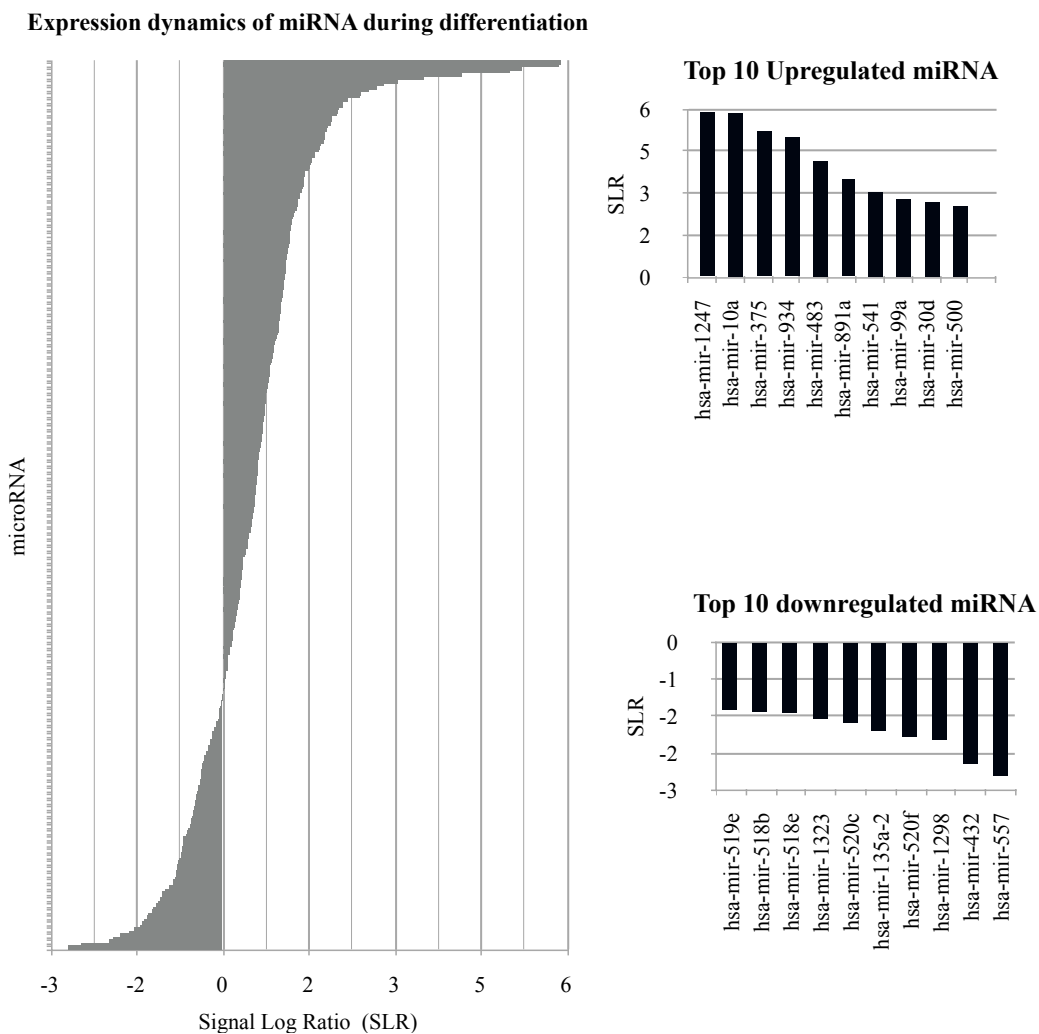 Expression dynamics of miRNA during differentiation
microRNA
-3 -2 0 2 3 5 6
Signal Log Ratio (SLR)
Top 10 Upregulated miRNA
SLR
6
5
3
2
0
hsa-mir-1247
hsa-mir-10a
hsa-mir-375
hsa-mir-934
hsa-mir-483
hsa-mir-891a
hsa-mir-541
hsa-mir-99a
hsa-mir-30d
hsa-mir-500
Top 10 downregulated miRNA
SLR
0
-1
-2
-2
-3
hsa-mir-519e
hsa-mir-518b
hsa-mir-518e
hsa-mir-1323
hsa-mir-520c
hsa-mir-135a-2
hsa-mir-520f
hsa-mir-1298
hsa-mir-432
hsa-mir-557